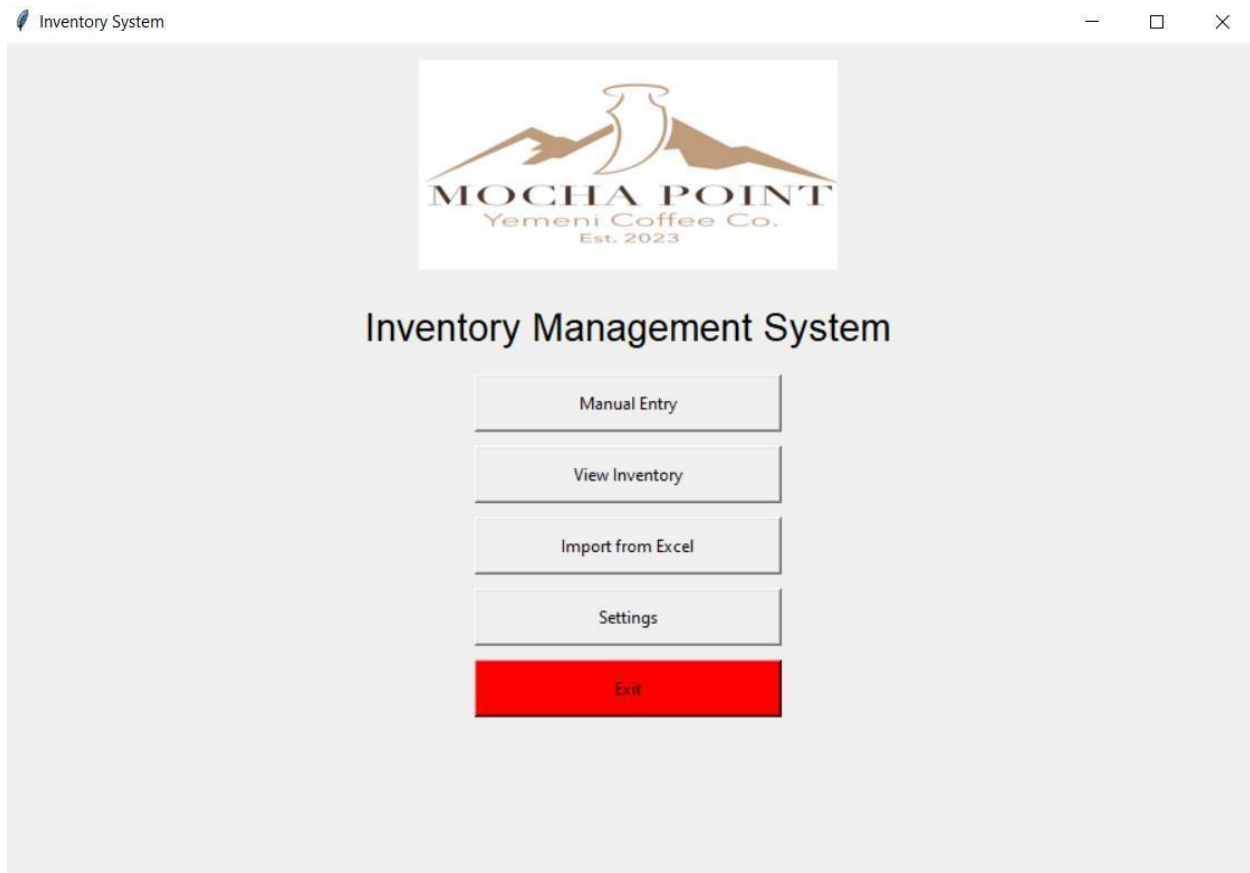 Inventory System
MOCHA POINT
Yemeni Coffee Co.
Est. 2023
Inventory Management System
Manual Entry
View Inventory
Import from Excel
Settings
Exit